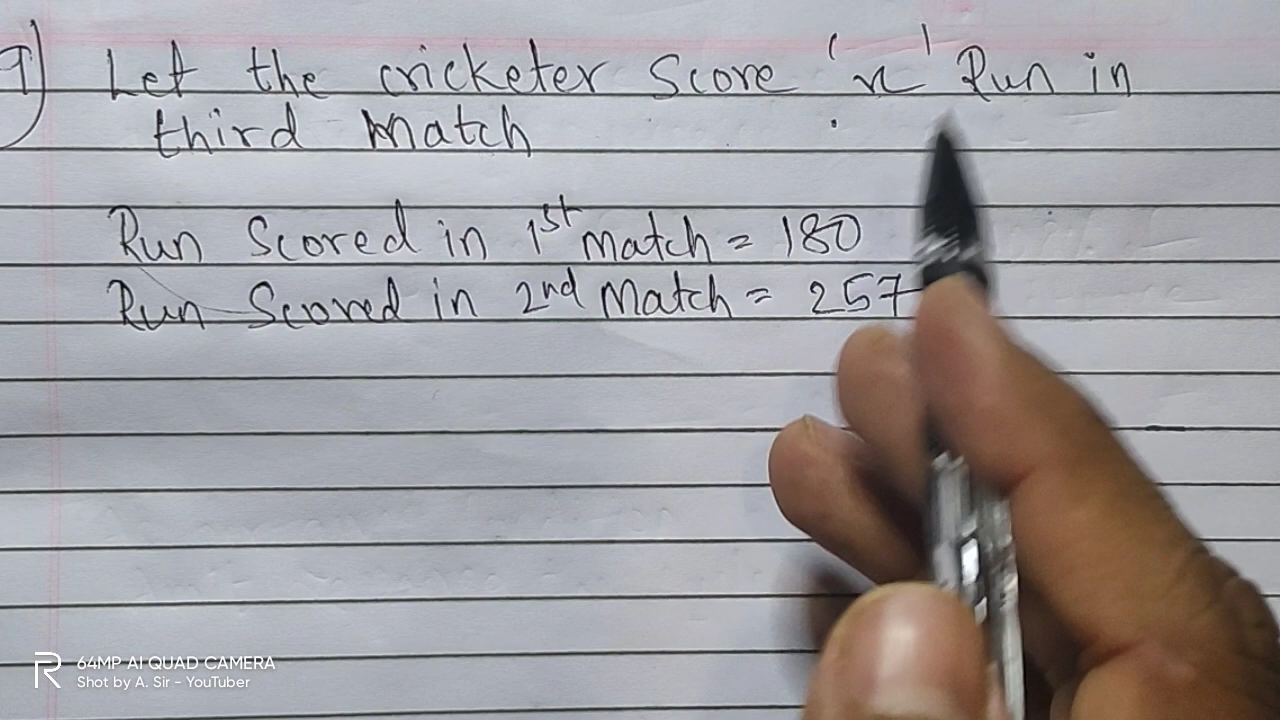 9) Let the cricketer Score 'x' Run in
third Match
Run Scored in 1st match = 180
Run Scored in 2nd Match = 257
64MP AI QUAD CAMERA
Shot by A. Sir - YouTuber